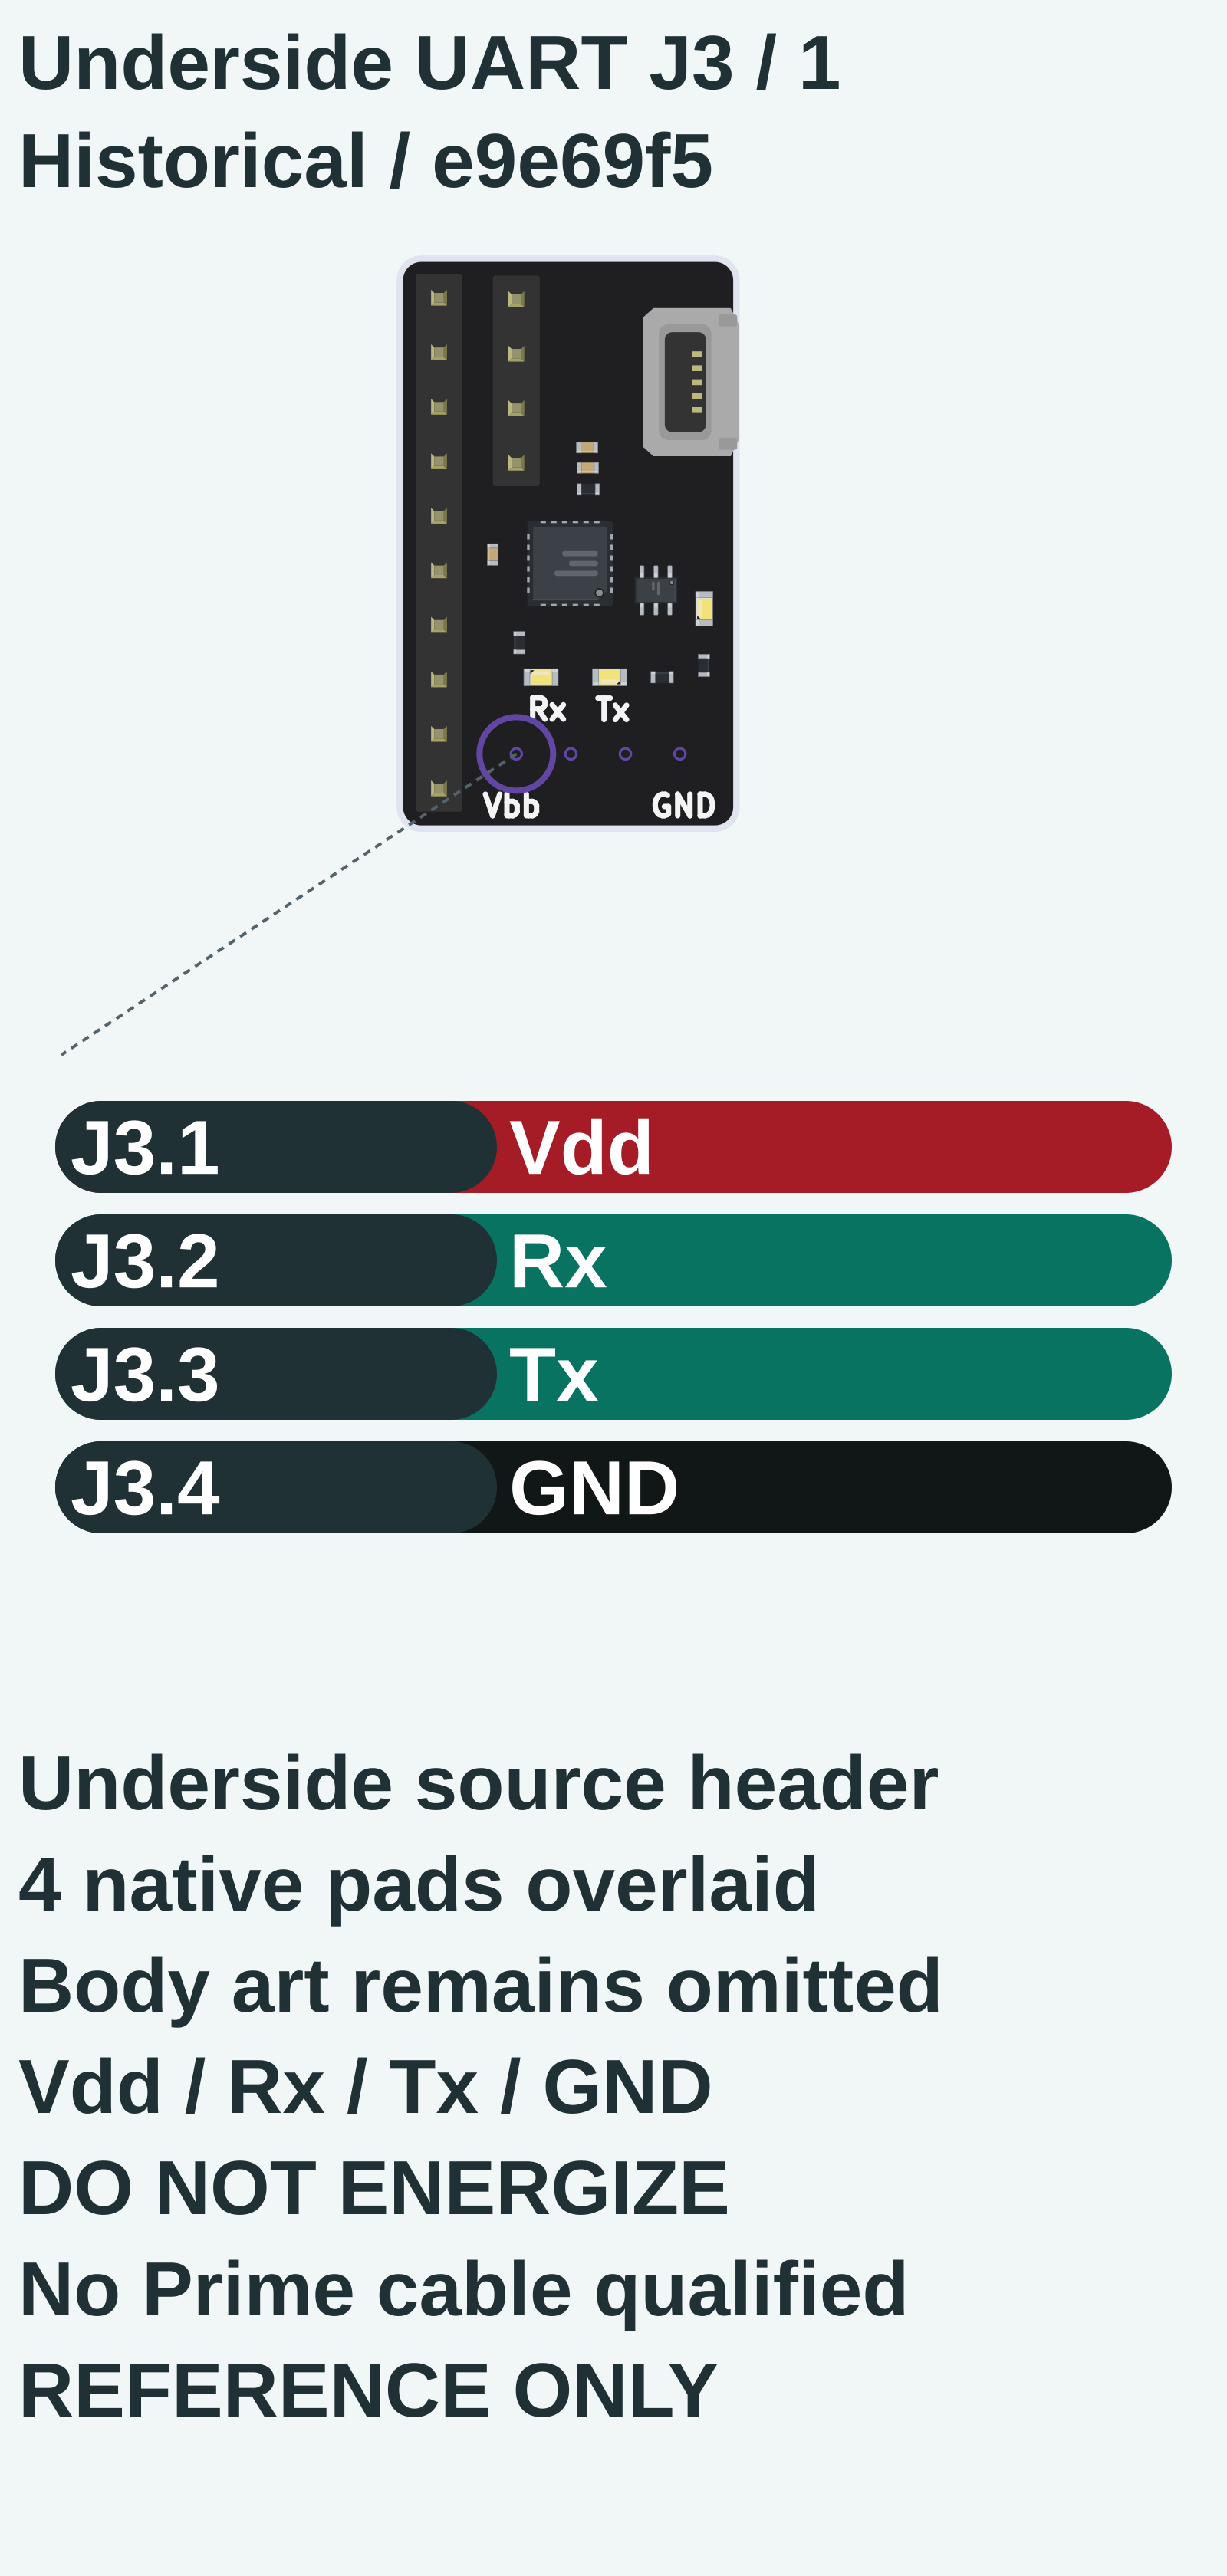 Underside UART J3 / 1
Historical / e9e69f5
Rx Tx
Vbb GND
J3.1 Vdd
J3.2 Rx
J3.3 Tx
J3.4 GND
Underside source header
4 native pads overlaid
Body art remains omitted
Vdd / Rx / Tx / GND
DO NOT ENERGIZE
No Prime cable qualified
REFERENCE ONLY